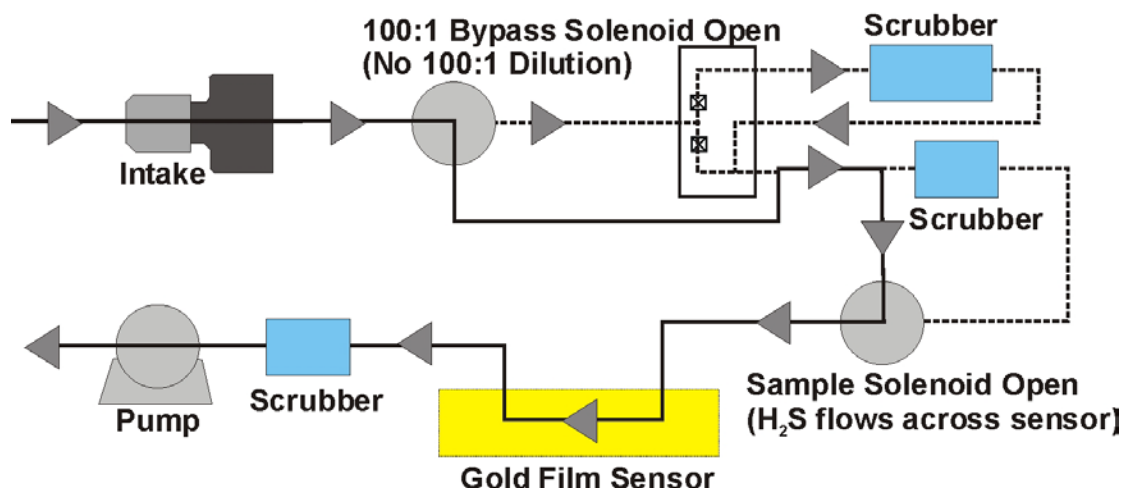 100:1 Bypass Solenoid Open
(No 100:1 Dilution)
Scrubber
Intake
Scrubber
Sample Solenoid Open
(H₂S flows across sensor)
Pump
Scrubber
Gold Film Sensor